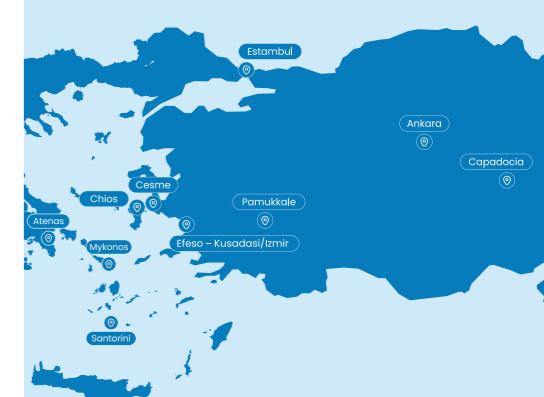 Estambul
Ankara
Capadocia
Cesme
Chios
Pamukkale
Atenas
Efeso – Kusadasi/Izmir
Mykonos
Santorini